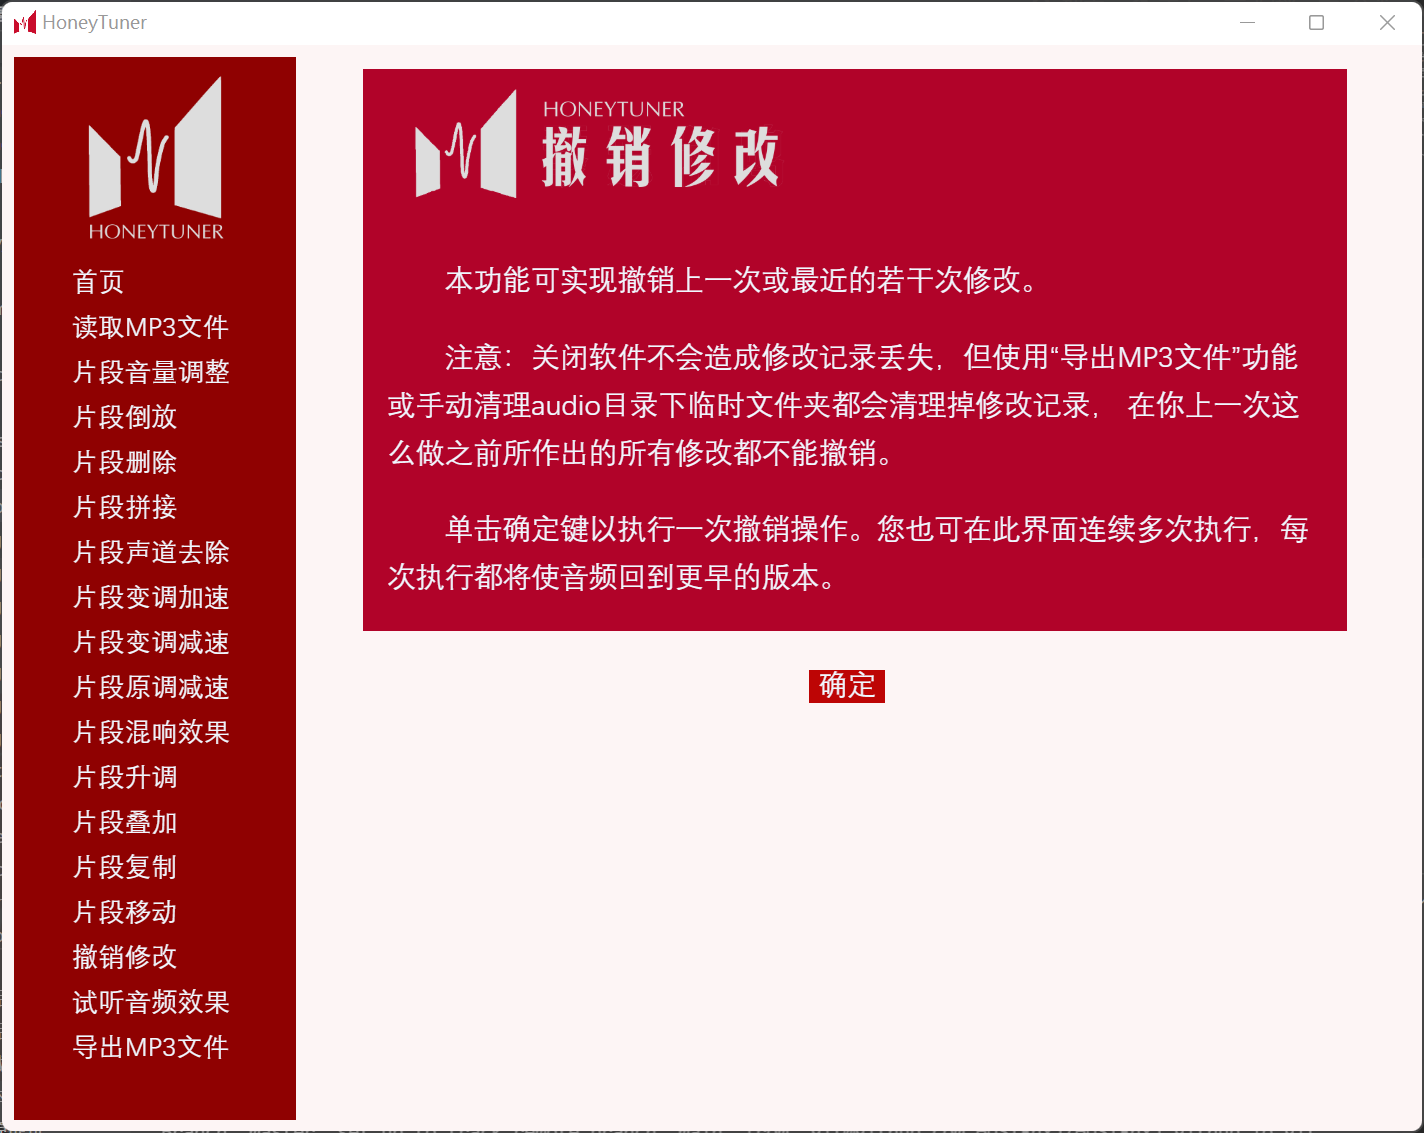 HoneyTuner
HONEYTUNER
首页
读取MP3文件
片段音量调整
片段倒放
片段删除
片段拼接
片段声道去除
片段变调加速
片段变调减速
片段原调减速
片段混响效果
片段升调
片段叠加
片段复制
片段移动
撤销修改
试听音频效果
导出MP3文件
HONEYTUNER
撤销修改
本功能可实现撤销上一次或最近的若干次修改。
注意：关闭软件不会造成修改记录丢失，但使用“导出MP3文件”功能
或手动清理audio目录下临时文件夹都会清理掉修改记录， 在你上一次这
么做之前所作出的所有修改都不能撤销。
单击确定键以执行一次撤销操作。您也可在此界面连续多次执行，每
次执行都将使音频回到更早的版本。
确定